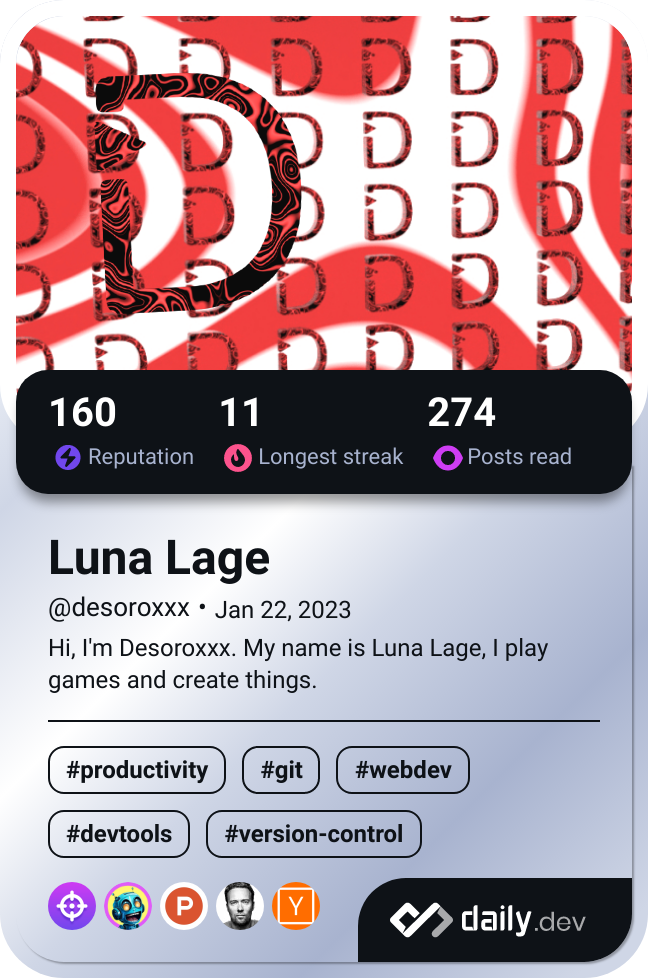 D
160 11 274
Reputation Longest streak Posts read
Luna Lage
@desoroxxx • Jan 22, 2023
Hi, I'm Desoroxxx. My name is Luna Lage, I play
games and create things.
#productivity #git #webdev
#devtools #version-control
P Y
daily.dev